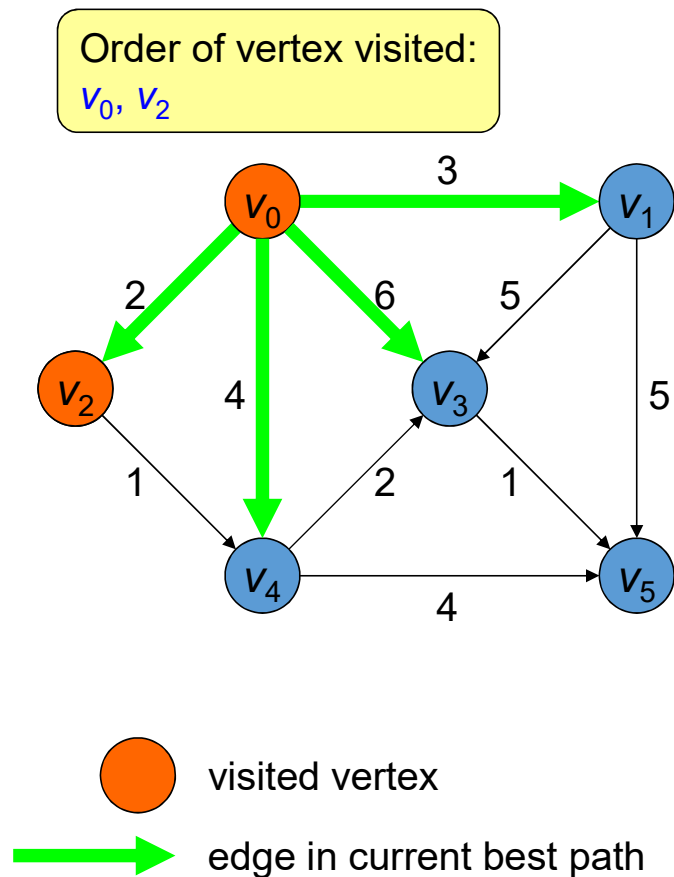 Order of vertex visited:
v0, v2
3
v0
v1
2
6
5
v2
4
v3
5
1
2
1
v4
v5
4
visited vertex
edge in current best path